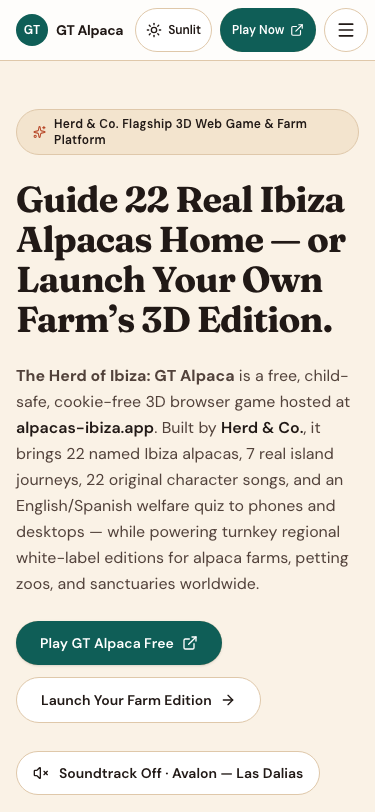 GT GT Alpaca Sunlit Play Now
Herd & Co. Flagship 3D Web Game & Farm
Platform
Guide 22 Real Ibiza
Alpacas Home — or
Launch Your Own
Farm’s 3D Edition.
The Herd of Ibiza: GT Alpaca is a free, child-
safe, cookie-free 3D browser game hosted at
alpacas-ibiza.app. Built by Herd & Co., it
brings 22 named Ibiza alpacas, 7 real island
journeys, 22 original character songs, and an
English/Spanish welfare quiz to phones and
desktops — while powering turnkey regional
white-label editions for alpaca farms, petting
zoos, and sanctuaries worldwide.
Play GT Alpaca Free
Launch Your Farm Edition
Soundtrack Off · Avalon — Las Dalias